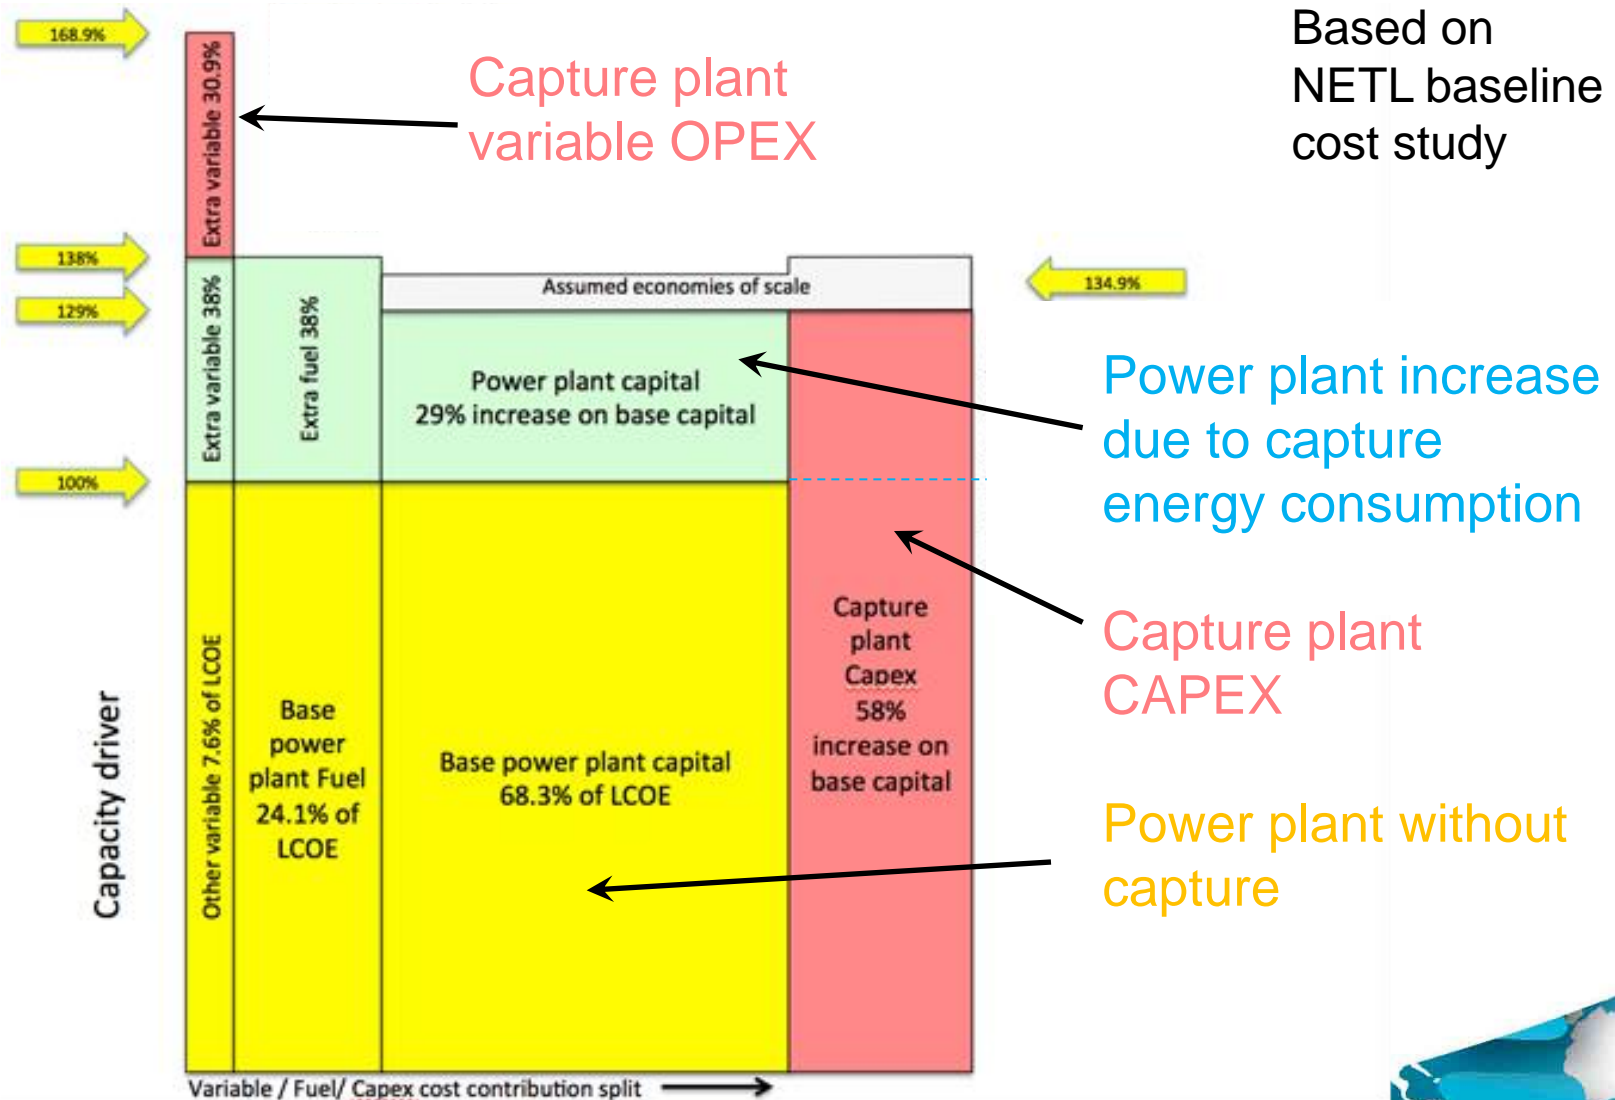 168.9%
138%
129%
100%
134.9%
Extra variable 30.9%
Capture plant
variable OPEX
Based on
NETL baseline
cost study
Extra variable 38%
Extra fuel 38%
Assumed economies of scale
Power plant capital
29% increase on base capital
Power plant increase
due to capture
energy consumption
Capacity driver
Other variable 7.6% of LCOE
Base
power
plant Fuel
24.1% of
LCOE
Base power plant capital
68.3% of LCOE
Capture
plant
Capex
58%
increase on
base capital
Capture plant
CAPEX
Power plant without
capture
Variable / Fuel/ Capex cost contribution split